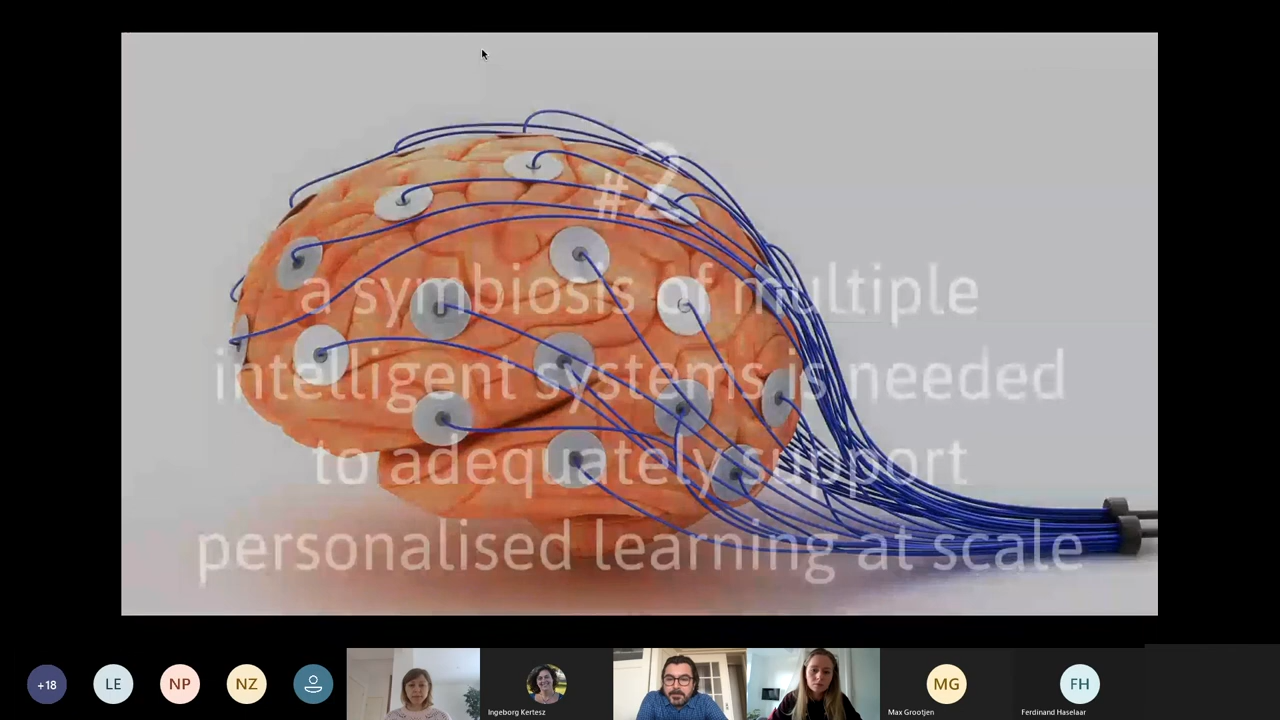 #2
a symbiosis of multiple
intelligent systems is needed
to adequately support
personalised learning at scale
+18
LE
NP
NZ
Ingeborg Kertesz
MG
Max Grootjen
FH
Ferdinand Haselaar